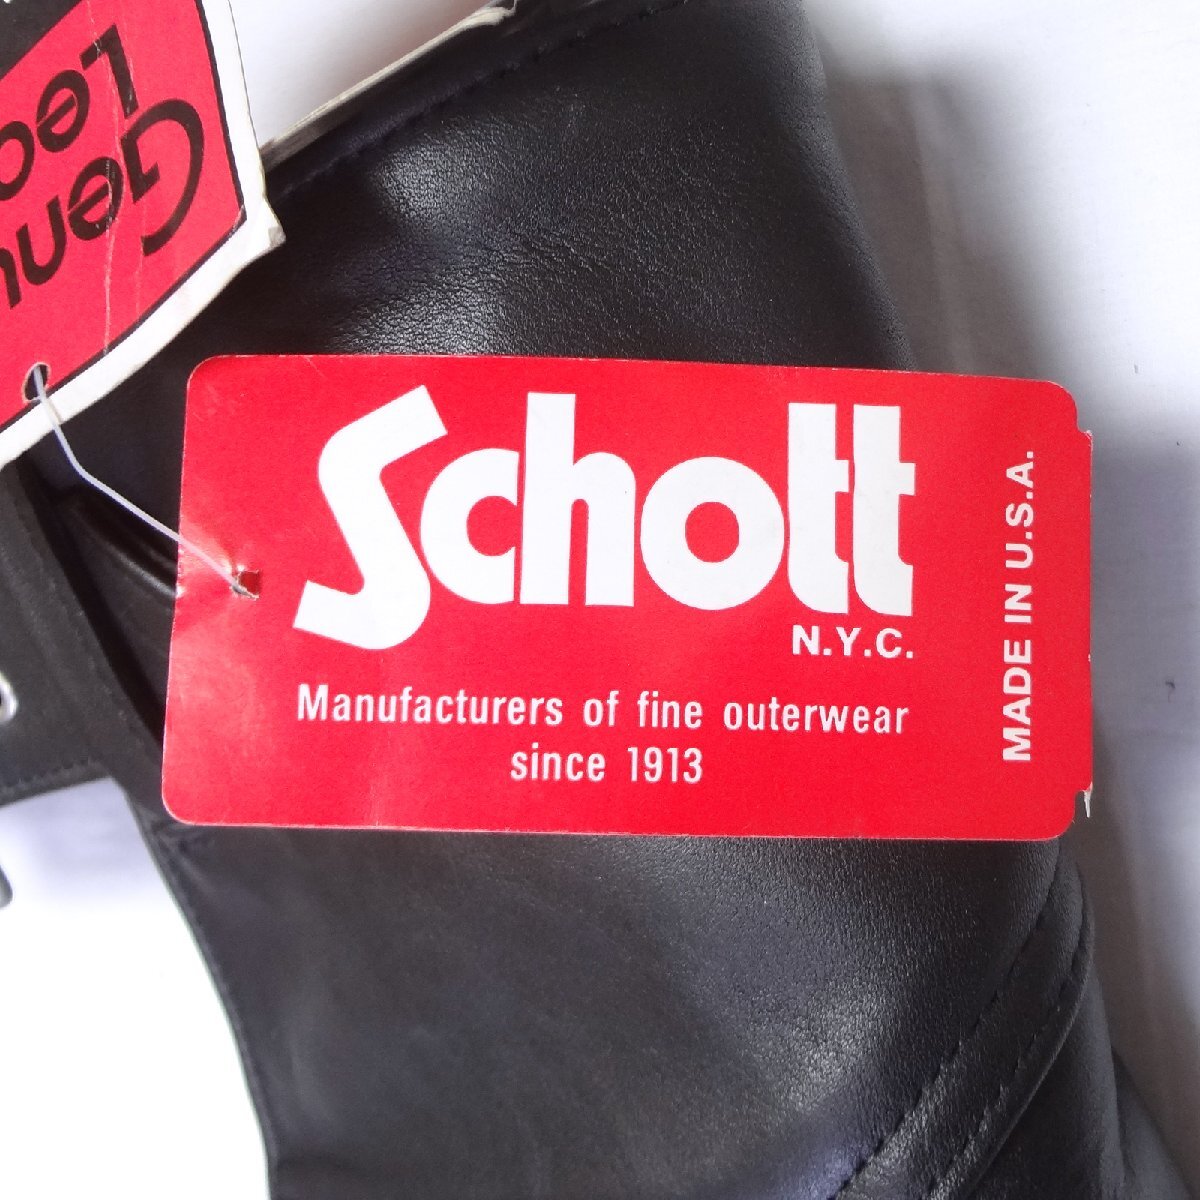 Schott
N.Y.C.
Manufacturers of fine outerwear
since 1913
MADE IN U.S.A.